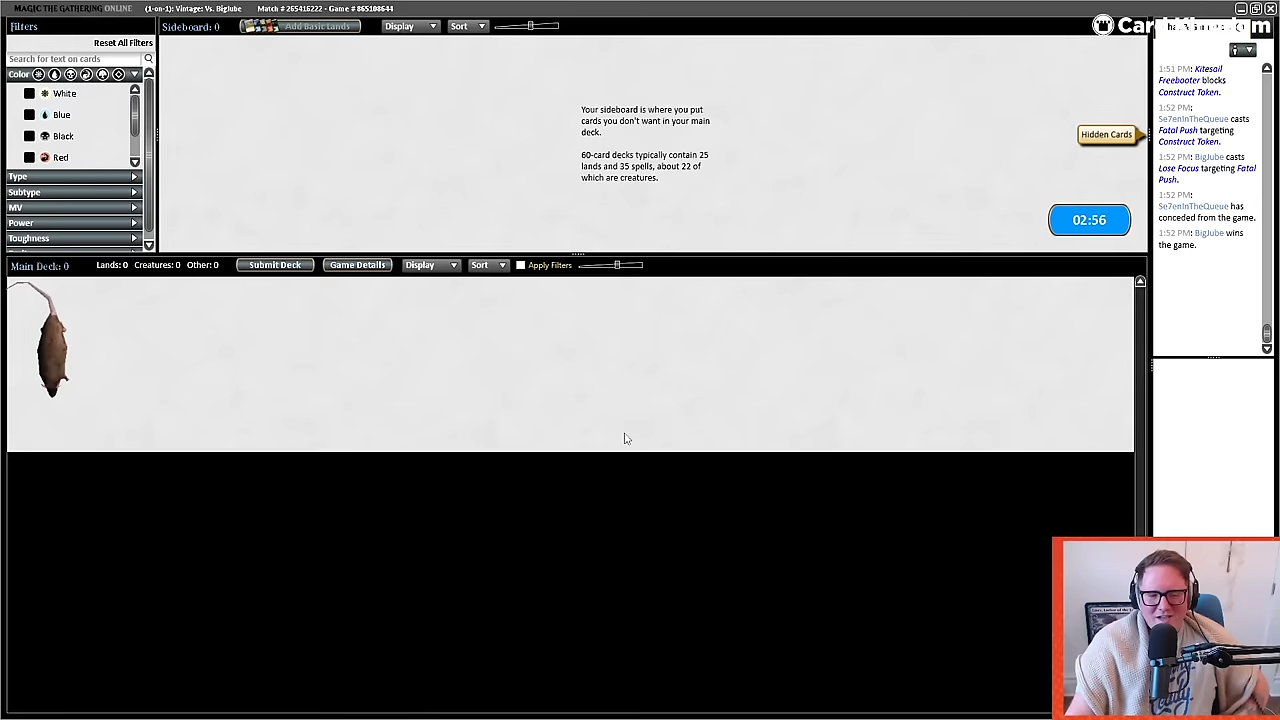 MAGIC THE GATHERING ONLINE (1-on-1): Vintage: Vs. BigJube Match # 265416222 - Game # 865108644
Filters
Reset All Filters
Search for text on cards
Color
White
Blue
Black
Red
Type
Subtype
MV
Power
Toughness
Sideboard: 0 Add Basic Lands Display Sort
Your sideboard is where you put
cards you don't want in your main
deck.
60-card decks typically contain 25
lands and 35 spells, about 22 of
which are creatures.
Hidden Cards
02:56
Main Deck: 0 Lands: 0 Creatures: 0 Other: 0 Submit Deck Game Details Display Sort Apply Filters
1:51 PM: Kitesail
Freebooter blocks
Construct Token.
1:52 PM:
Se7enInTheQueue casts
Fatal Push targeting
Construct Token.
1:52 PM: BigJube casts
Lose Focus targeting Fatal
Push.
1:52 PM:
Se7enInTheQueue has
conceded from the game.
1:52 PM: BigJube wins
the game.